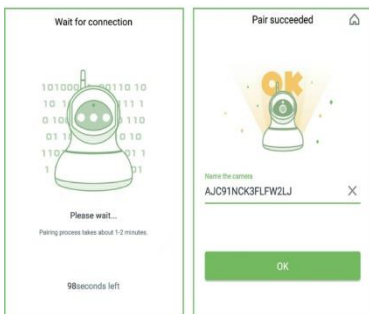 Wait for connection
Please wait...
Pairing process takes about 1-2 minutes.
98seconds left
Pair succeeded
OK
Name the camera
AJC91NCK3FLFW2LJ
OK